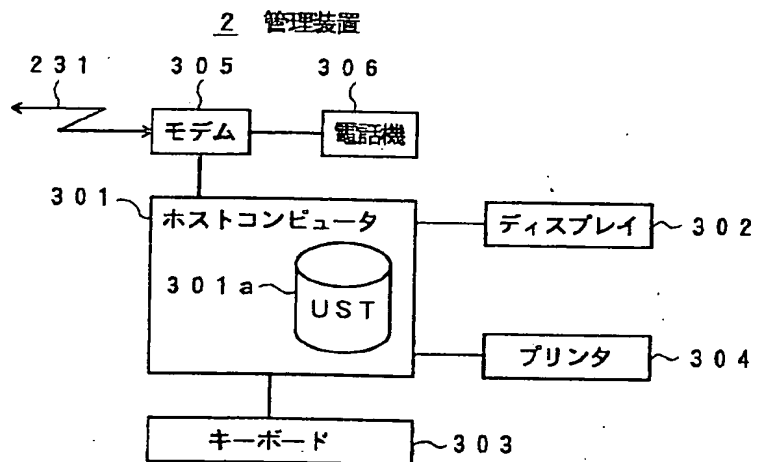 2 管理装置
231
305
306
モデム
電話機
301
ホストコンピュータ
ディスプレイ
302
301a
UST
プリンタ
304
キーボード
303